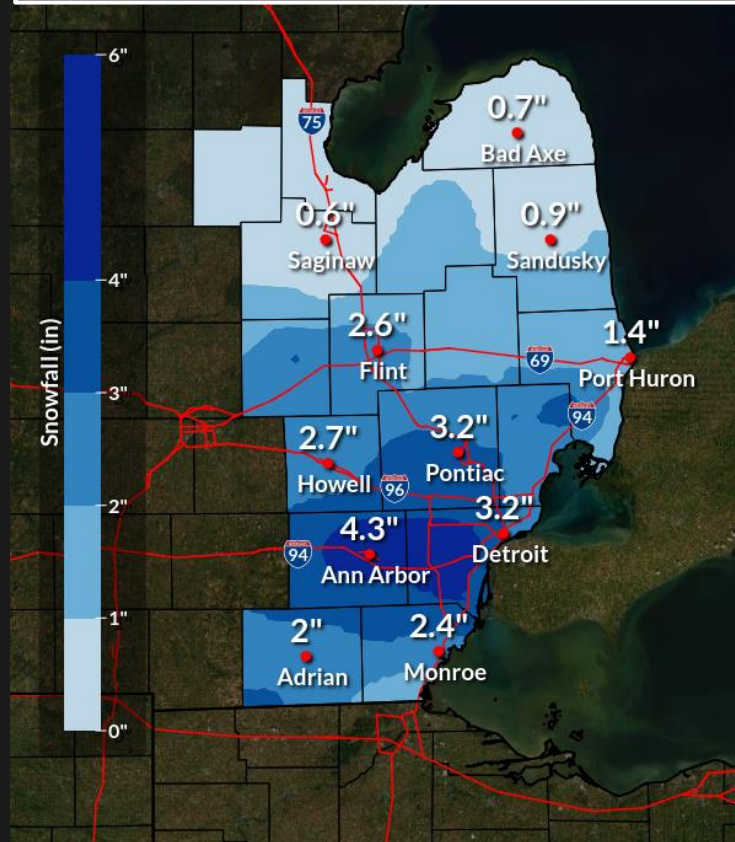 6"
75
0.7"
Bad Axe
0.6"
Saginaw
0.9"
Sandusky
4"
Snowfall (in)
2.6"
Flint
1.4"
Port Huron
69
3"
94
2.7"
Howell
3.2"
Pontiac
96
2"
3.2"
Detroit
4.3"
Ann Arbor
94
1"
2"
Adrian
2.4"
Monroe
0"